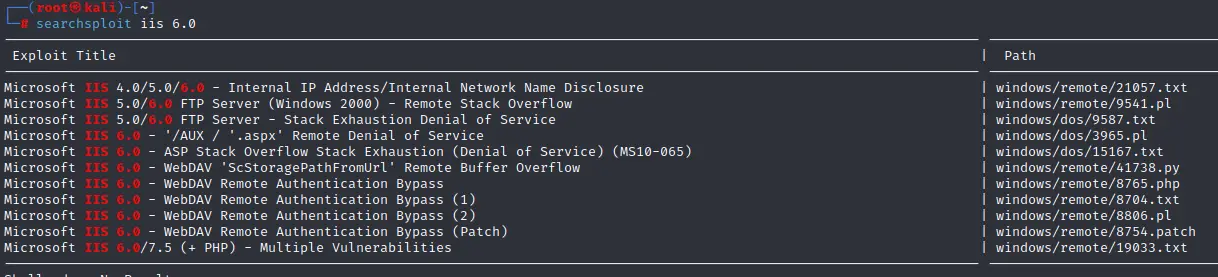 (root㉿kali)-[~]
# searchsploit iis 6.0
Exploit Title | Path
Microsoft IIS 4.0/5.0/6.0 - Internal IP Address/Internal Network Name Disclosure | windows/remote/21057.txt
Microsoft IIS 5.0/6.0 FTP Server (Windows 2000) - Remote Stack Overflow | windows/remote/9541.pl
Microsoft IIS 5.0/6.0 FTP Server - Stack Exhaustion Denial of Service | windows/dos/9587.txt
Microsoft IIS 6.0 - '/AUX / '.aspx' Remote Denial of Service | windows/dos/3965.pl
Microsoft IIS 6.0 - ASP Stack Overflow Stack Exhaustion (Denial of Service) (MS10-065) | windows/dos/15167.txt
Microsoft IIS 6.0 - WebDAV 'ScStoragePathFromUrl' Remote Buffer Overflow | windows/remote/41738.py
Microsoft IIS 6.0 - WebDAV Remote Authentication Bypass | windows/remote/8765.php
Microsoft IIS 6.0 - WebDAV Remote Authentication Bypass (1) | windows/remote/8704.txt
Microsoft IIS 6.0 - WebDAV Remote Authentication Bypass (2) | windows/remote/8806.pl
Microsoft IIS 6.0 - WebDAV Remote Authentication Bypass (Patch) | windows/remote/8754.patch
Microsoft IIS 6.0/7.5 (+ PHP) - Multiple Vulnerabilities | windows/remote/19033.txt